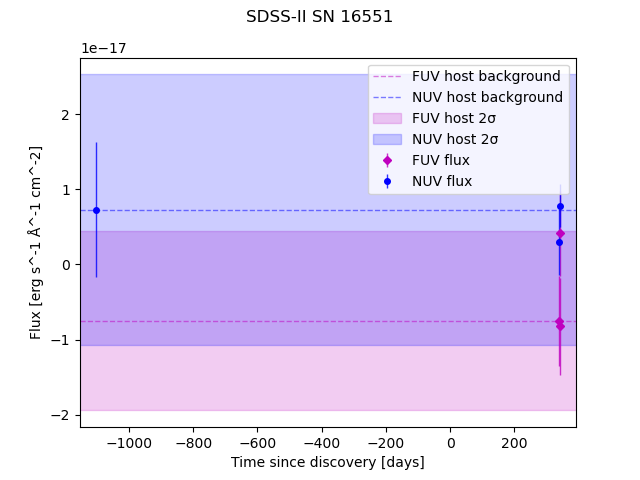 SDSS-II SN 16551
1e−17
FUV host background
NUV host background
FUV host 2σ
NUV host 2σ
FUV flux
NUV flux
2
1
0
−1
−2
Flux [erg s^-1 Å^-1 cm^-2]
−1000 −800 −600 −400 −200 0 200
Time since discovery [days]